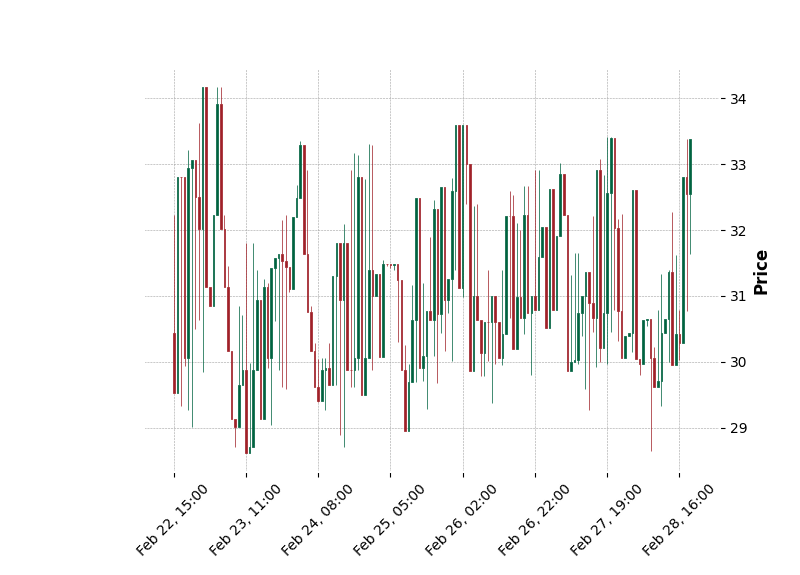 34
33
32
31
30
29
Price
Feb 22, 15:00
Feb 23, 11:00
Feb 24, 08:00
Feb 25, 05:00
Feb 26, 02:00
Feb 26, 22:00
Feb 27, 19:00
Feb 28, 16:00